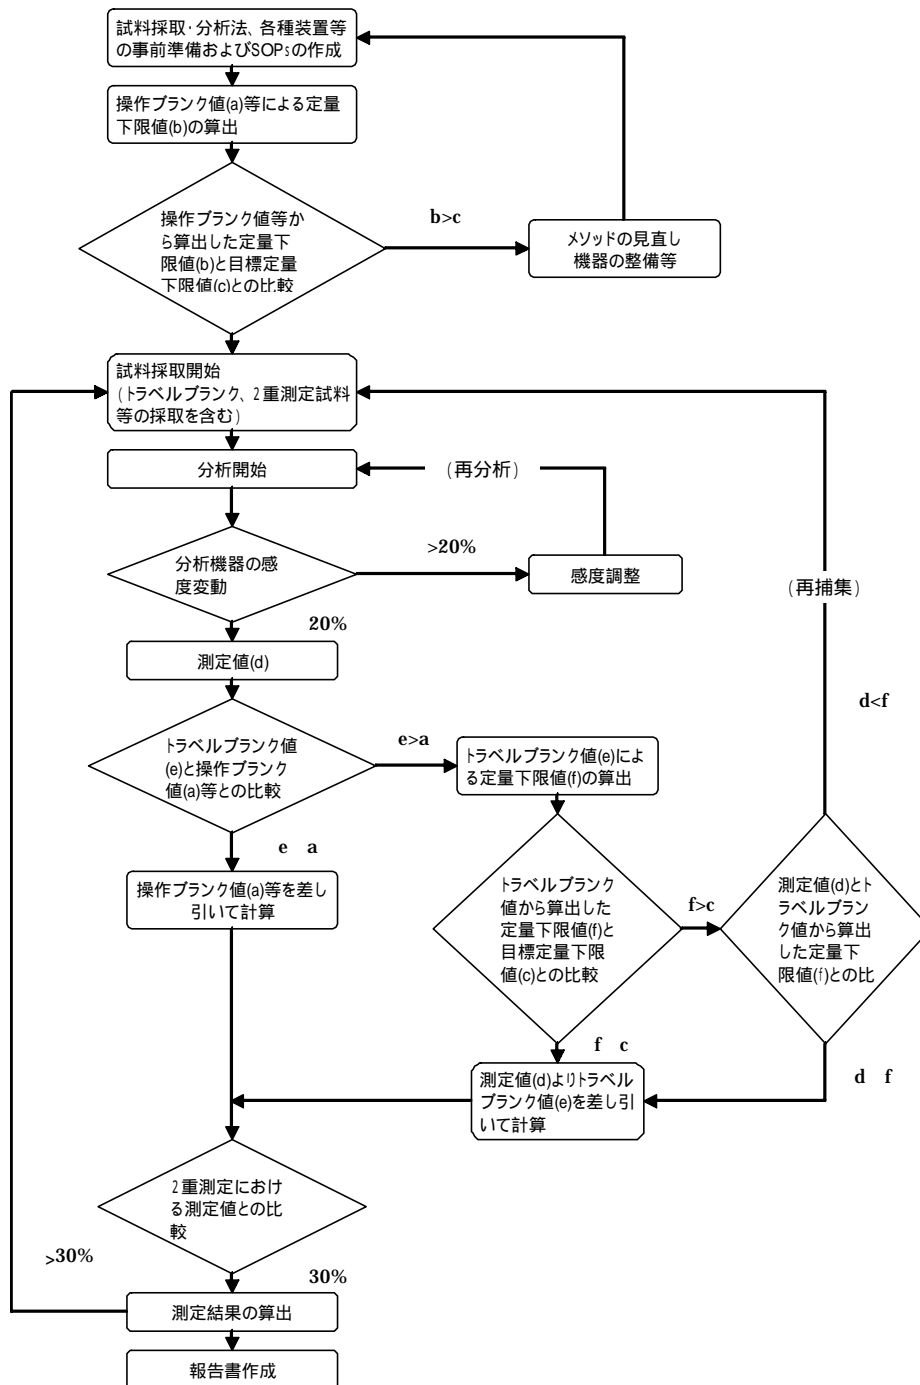 試料採取・分析法、各種装置等
の事前準備およびSOPsの作成
操作ブランク値(a)等による定量
下限値(b)の算出
操作ブランク値等か
ら算出した定量下
限値(b)と目標定量
下限値(c)との比較
b>c
メソッドの見直し
機器の整備等
試料採取開始
(トラベルブランク、2重測定試料
等の採取を含む)
分析開始
(再分析)
分析機器の感
度変動
>20%
感度調整
(再捕集)
20%
測定値(d)
d<f
トラベルブランク値
(e)と操作ブランク
値(a)等との比較
e>a
トラベルブランク値(e)によ
る定量下限値(f)の算出
e a
操作ブランク値(a)等を差し
引いて計算
トラベルブランク
値から算出した
定量下限値(f)と
目標定量下限
値(c)との比較
f>c
測定値(d)とト
ラベルブラン
ク値から算出
した定量下
限値(f)との比
f c
d f
測定値(d)よりトラベル
ブランク値(e)を差し引
いて計算
2重測定におけ
る測定値との比
較
>30%
30%
測定結果の算出
報告書作成